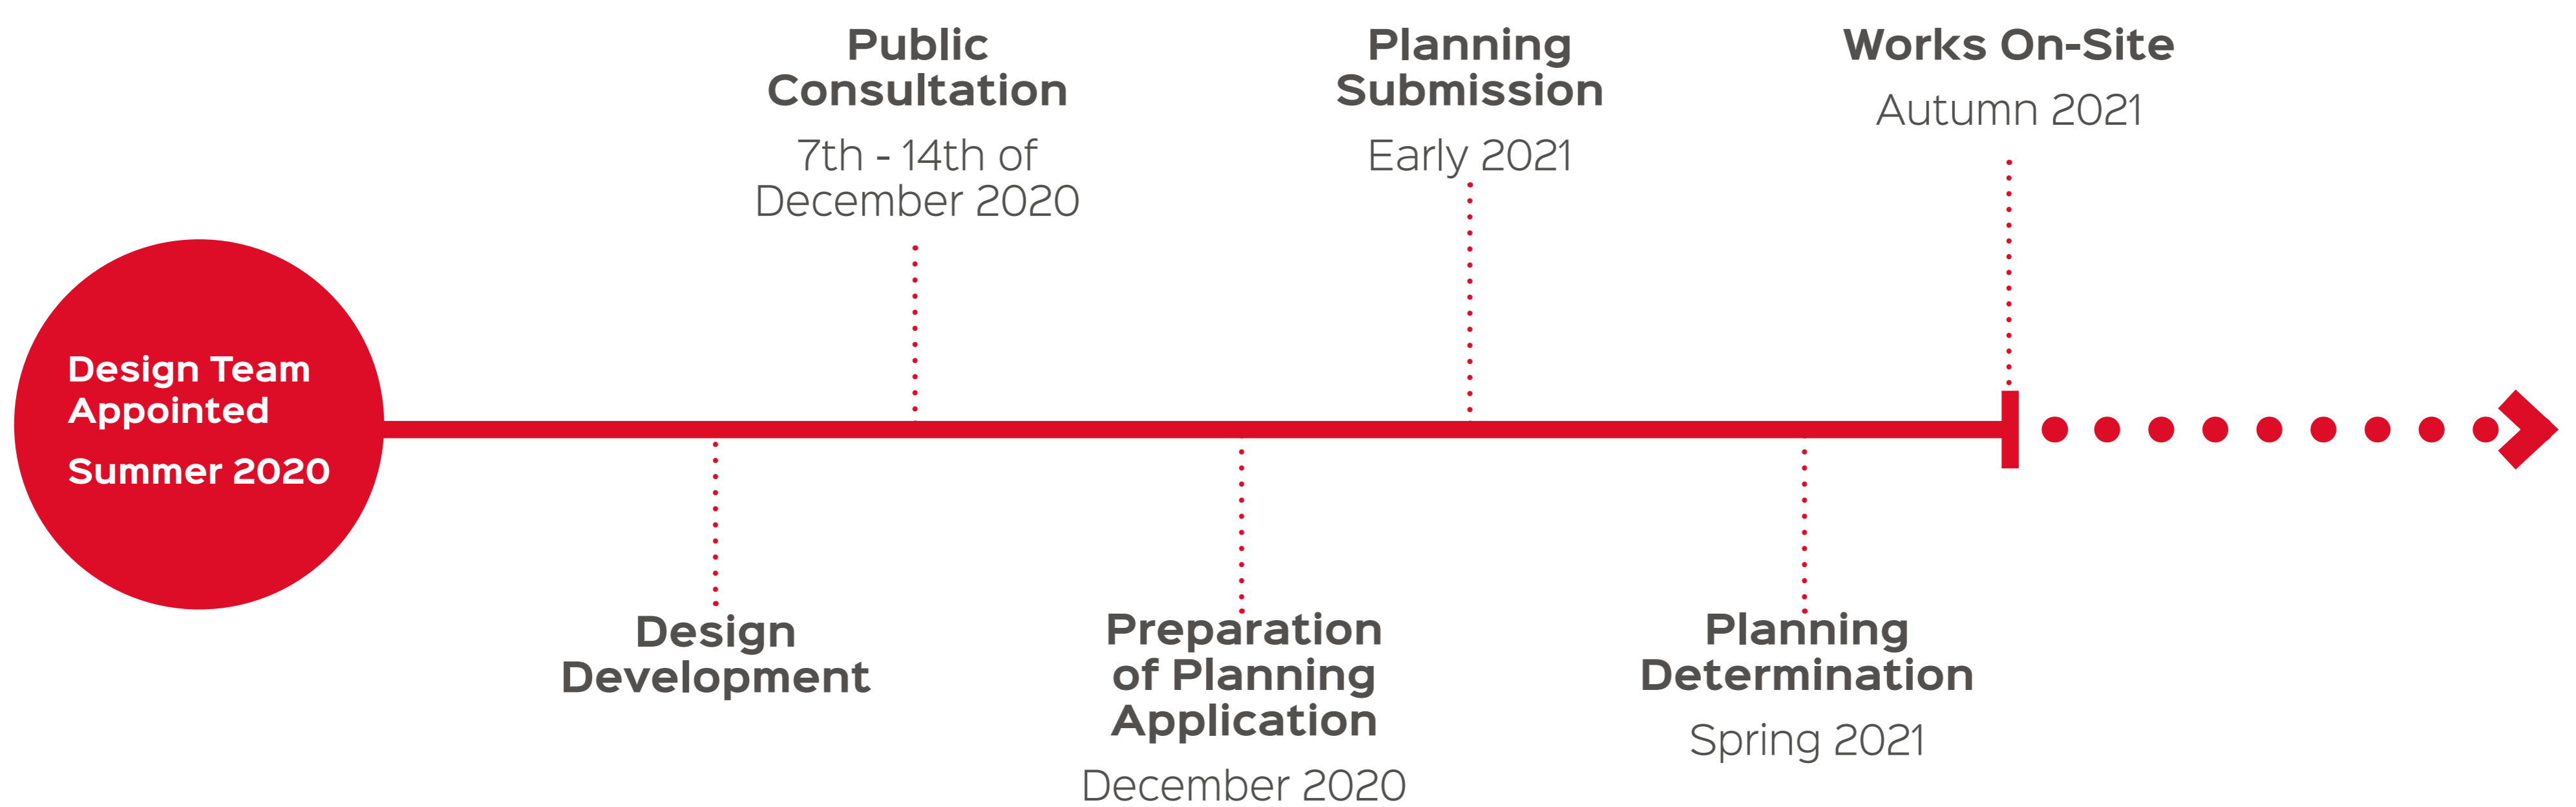 Design Team
Appointed
Summer 2020
Design
Development
Public
Consultation
7th - 14th of
December 2020
Preparation
of Planning
Application
December 2020
Planning
Submission
Early 2021
Planning
Determination
Spring 2021
Works On-Site
Autumn 2021